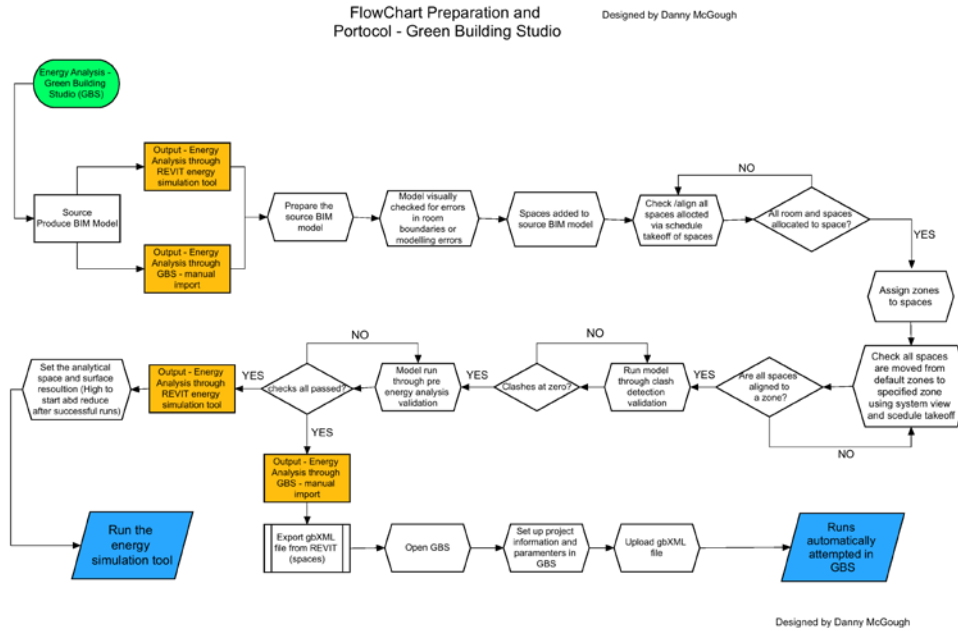 FlowChart Preparation and
Portocol - Green Building Studio
Designed by Danny McGough
Energy Analysis -
Green Building
Studio (GBS)
Output - Energy
Analysis through
REVIT energy
simulation tool
Source
Produce BIM Model
Output - Energy
Analysis through
GBS - manual
import
Prepare the
source BIM
model
Model visually
checked for errors
in room
boundaries or
modelling errors
Spaces added to
source BIM model
Check /align all
spaces allocted
via schedule
takeoff of spaces
NO
All room and spaces
allocated to space?
YES
Assign zones
to spaces
Check all spaces
are moved from
default zones to
specified zone
using system view
and scedule takeoff
NO
Are all spaces
aligned to
a zone?
YES
Run model
through clash
detection
validation
NO
Clashes at zero?
YES
Model run
through pre
energy analysis
validation
NO
checks all passed?
YES
Output - Energy
Analysis through
REVIT energy
simulation tool
Set the analytical
space and surface
resoultion (High to
start abd reduce
after successful runs)
Run the
energy
simulation tool
YES
Output - Energy
Analysis through
GBS - manual
import
Export gbXML
file from REVIT
(spaces)
Open GBS
Set up project
information and
paramenters in
GBS
Upload gbXML
file
Runs
automatically
attempted in
GBS
Designed by Danny McGough